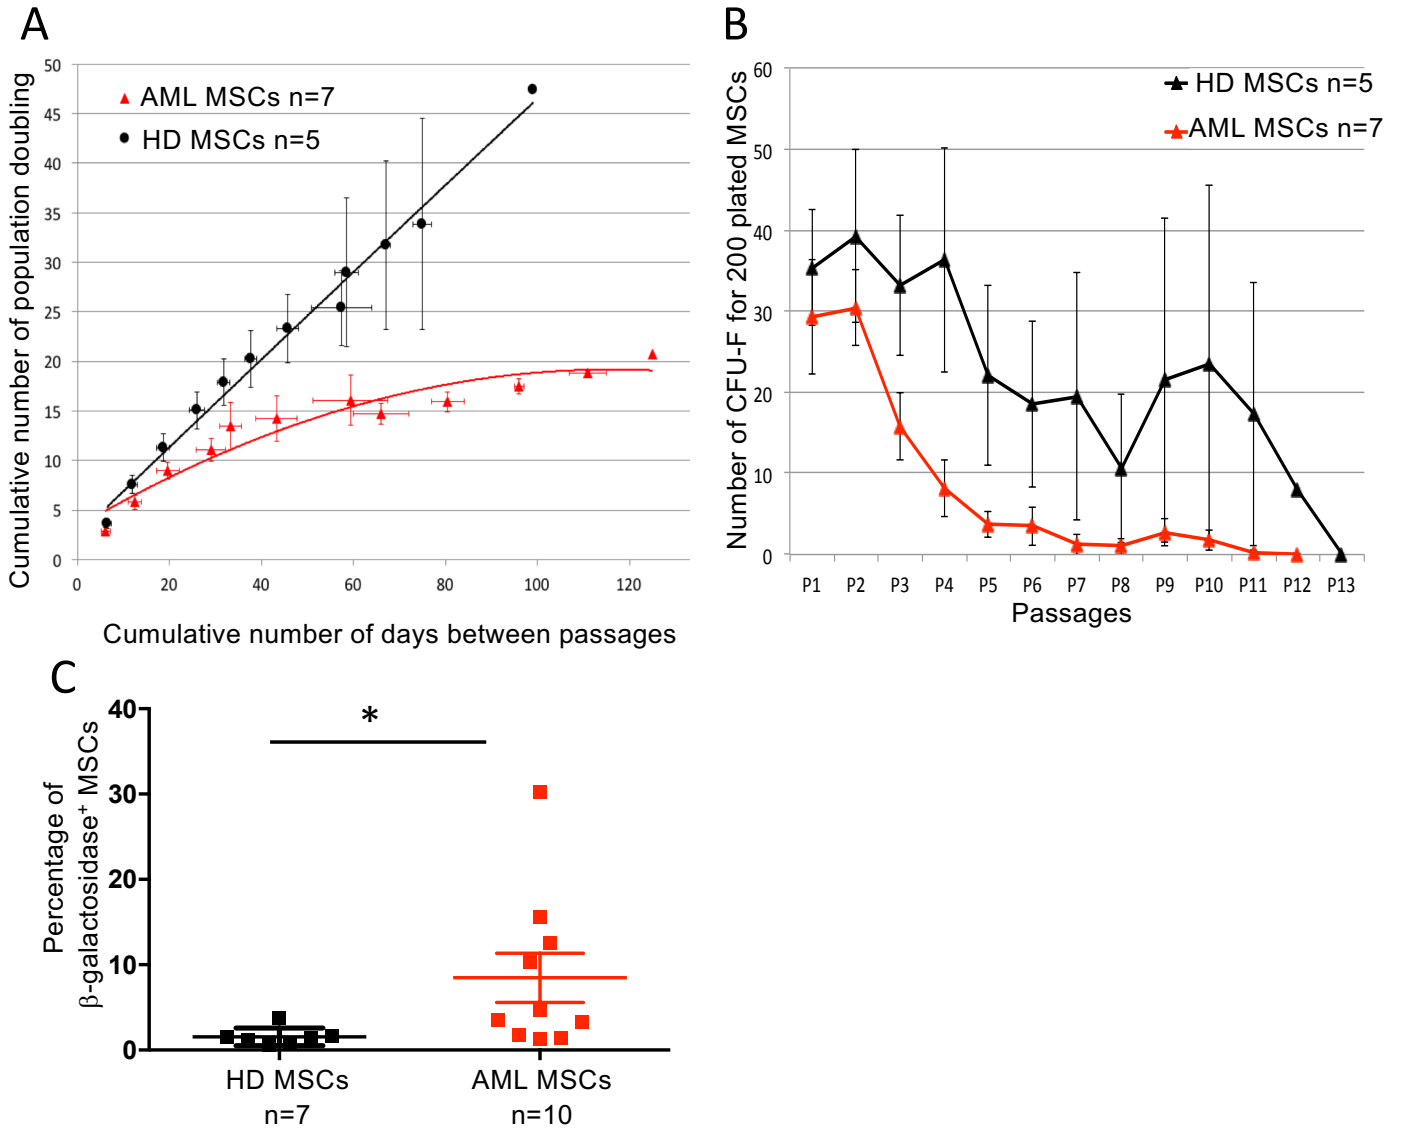 A
Cumulative number of population doubling
50
45
40
35
30
25
20
15
10
5
0
AML MSCs n=7
HD MSCs n=5
0 20 40 60 80 100 120
Cumulative number of days between passages
B
Number of CFU-F for 200 plated MSCs
60
50
40
30
20
10
0
HD MSCs n=5
AML MSCs n=7
P1 P2 P3 P4 P5 P6 P7 P8 P9 P10 P11 P12 P13
Passages
C
Percentage of
β-galactosidase⁺ MSCs
40
30
20
10
0
*
HD MSCs
n=7
AML MSCs
n=10